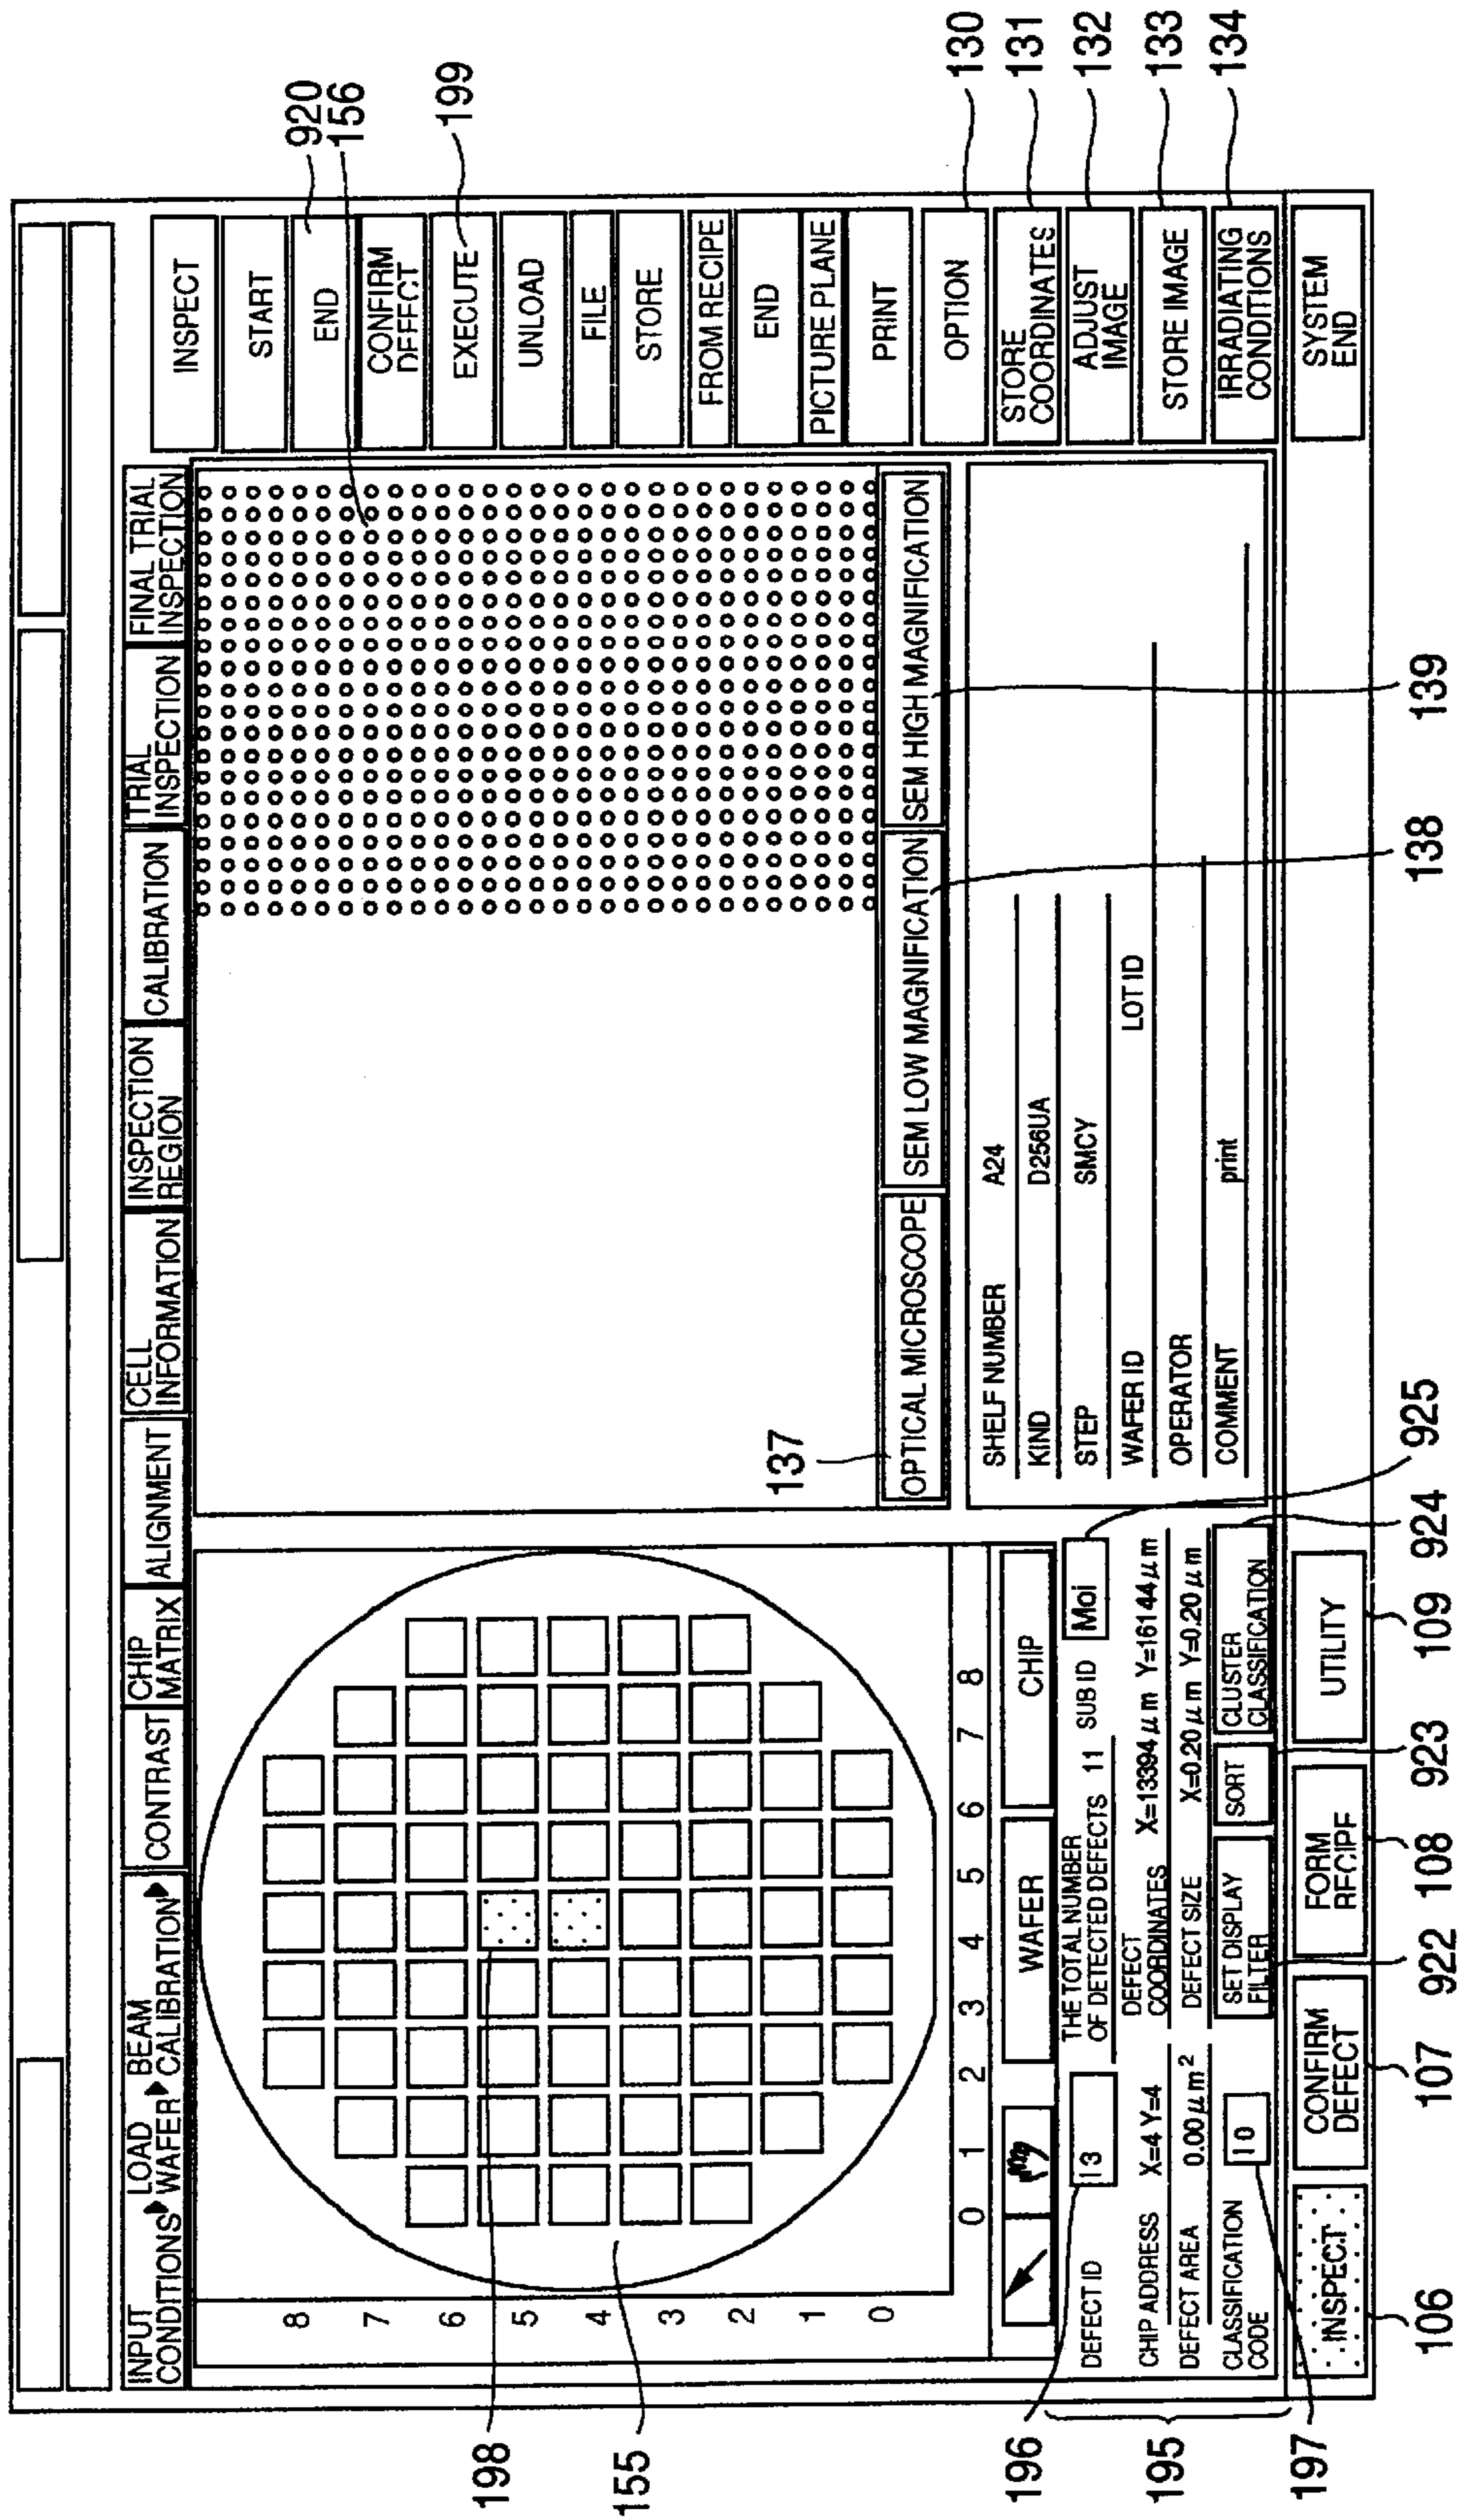 INPUT CONDITIONS
LOAD WAFER
BEAM CALIBRATION
CONTRAST
CHIP MATRIX
ALIGNMENT
CELL INFORMATION
INSPECTION REGION
CALIBRATION
TRIAL INSPECTION
FINAL TRIAL INSPECTION
INSPECT
START
END
920
156
CONFIRM DEFECT
EXECUTE
199
UNLOAD
FILE
STORE
FROM RECIPE
END
PICTURE PLANE
PRINT
OPTION
130
STORE COORDINATES
131
ADJUST IMAGE
132
STORE IMAGE
133
IRRADIATING CONDITIONS
134
SYSTEM END
8
7
6
5
4
3
2
1
0
198
155
0 1 2 3 4 5 6 7 8
137
OPTICAL MICROSCOPE
SEM LOW MAGNIFICATION
SEM HIGH MAGNIFICATION
WAFER
CHIP
196
195
197
DEFECT ID 13
THE TOTAL NUMBER
OF DETECTED DEFECTS 11
SUB ID Moi
CHIP ADDRESS X=4 Y=4
DEFECT
COORDINATES X=13394μm Y=16144μm
DEFECT AREA 0.00μm²
DEFECT SIZE X=0.20μm Y=0.20μm
CLASSIFICATION
CODE
10
SET DISPLAY
FILTER
SORT
CLUSTER
CLASSIFICATION
SHELF NUMBER A24
KIND D256UA
STEP SMCY
WAFER ID LOT ID
OPERATOR
COMMENT print
INSPECT
CONFIRM DEFECT
FORM RECIPE
UTILITY
106
107
922
108
923
109
924
925
138
139